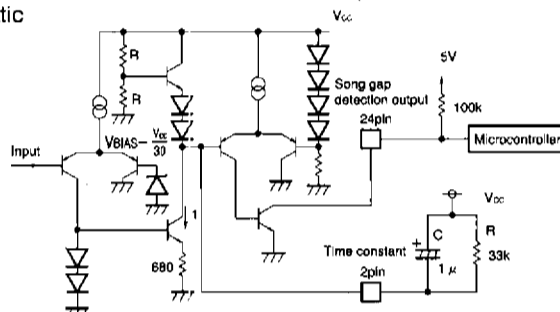 tic
Vcc
R
R
Song gap
detection output
5V
24pin
100k
Microcontroller
Input
VBIAS–Vcc/30
1
680
Time constant
2pin
Vcc
+
C
1 μ
R
33k